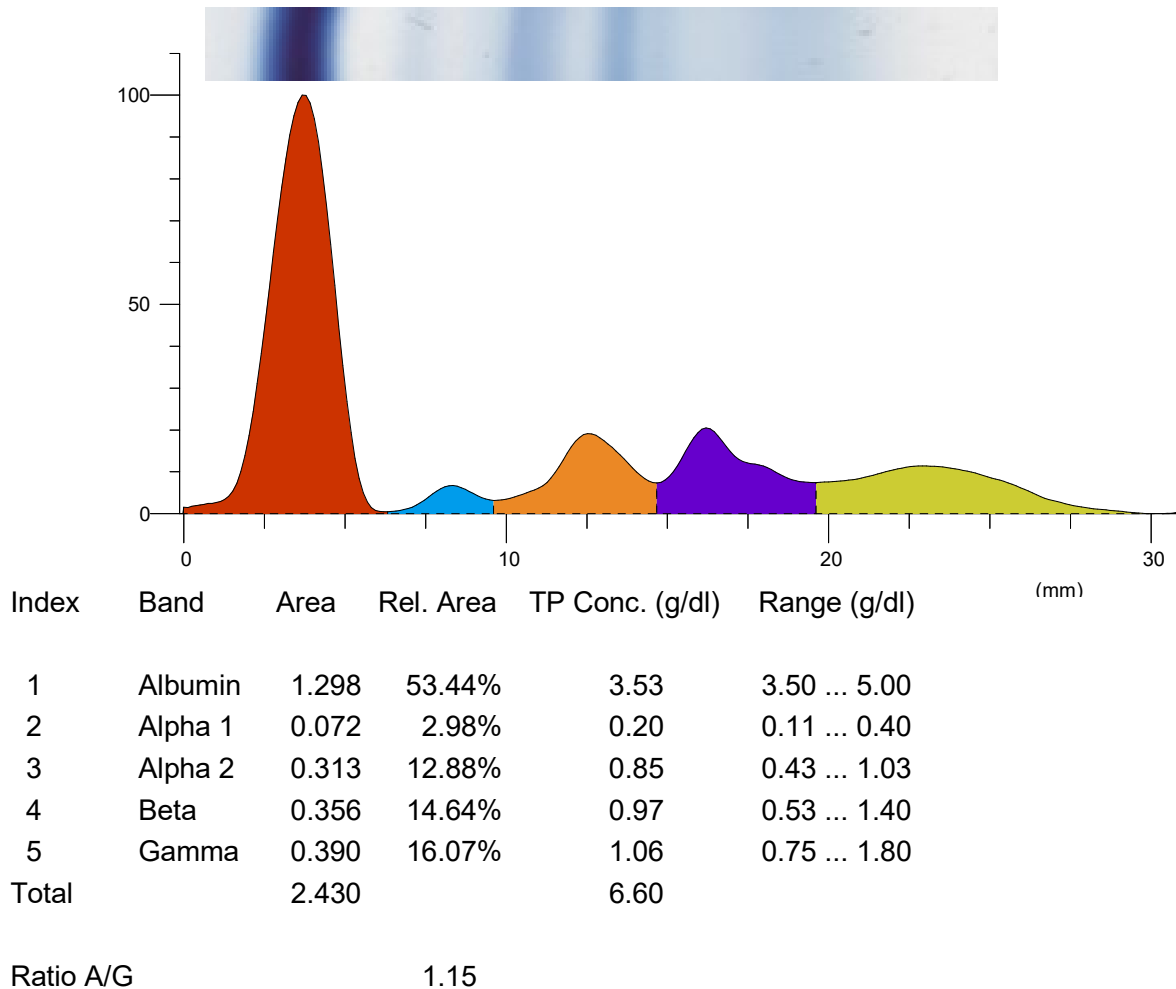 100
50
0
0 10 20 30
(mm)
Index Band Area Rel. Area TP Conc. (g/dl) Range (g/dl)
1 Albumin 1.298 53.44% 3.53 3.50 ... 5.00
2 Alpha 1 0.072 2.98% 0.20 0.11 ... 0.40
3 Alpha 2 0.313 12.88% 0.85 0.43 ... 1.03
4 Beta 0.356 14.64% 0.97 0.53 ... 1.40
5 Gamma 0.390 16.07% 1.06 0.75 ... 1.80
Total 2.430 6.60
Ratio A/G 1.15